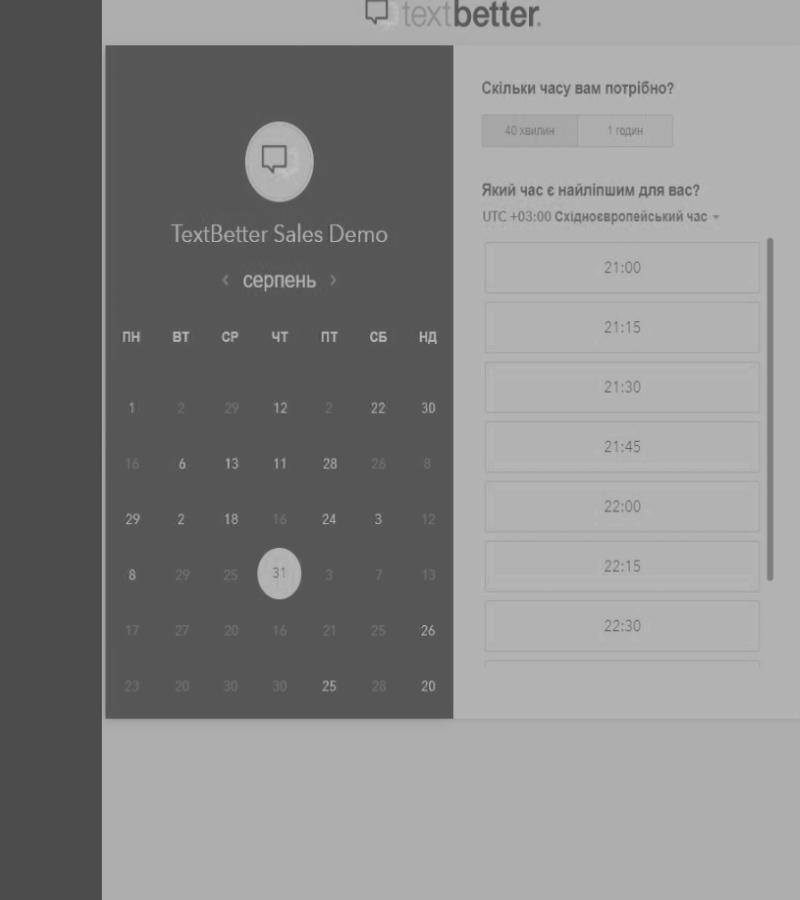 textbetter.
TextBetter Sales Demo
‹ серпень ›
ПН ВТ СР ЧТ ПТ СБ НД
1 2 29 12 2 22 30
16 6 13 11 28 26 8
29 2 18 16 24 3 12
8 29 25 31 3 7 13
17 27 20 16 21 25 26
23 20 30 30 25 28 20
Скільки часу вам потрібно?
40 хвилин 1 годин
Який час є найліпшим для вас?
UTC +03:00 Східноєвропейський час
21:00
21:15
21:30
21:45
22:00
22:15
22:30